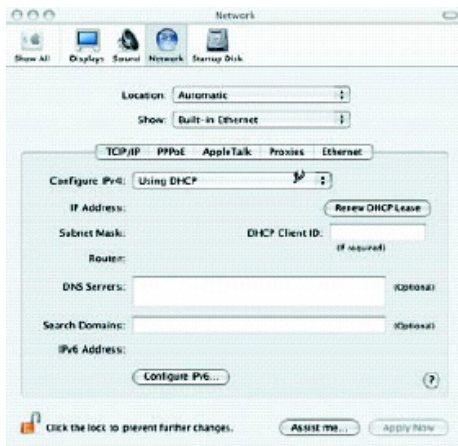 Network
Show All Displays Sound Network Startup Disk
Location: Automatic
Show: Built-in Ethernet
TCP/IP PPPoE AppleTalk Proxies Ethernet
Configure IPv4: Using DHCP
IP Address: Renew DHCP Lease
Subnet Mask: DHCP Client ID:
(If required)
Router:
DNS Servers: (Optional)
Search Domains: (Optional)
IPv6 Address:
Configure IPv6... ?
Click the lock to prevent further changes. Assist me... Apply Now